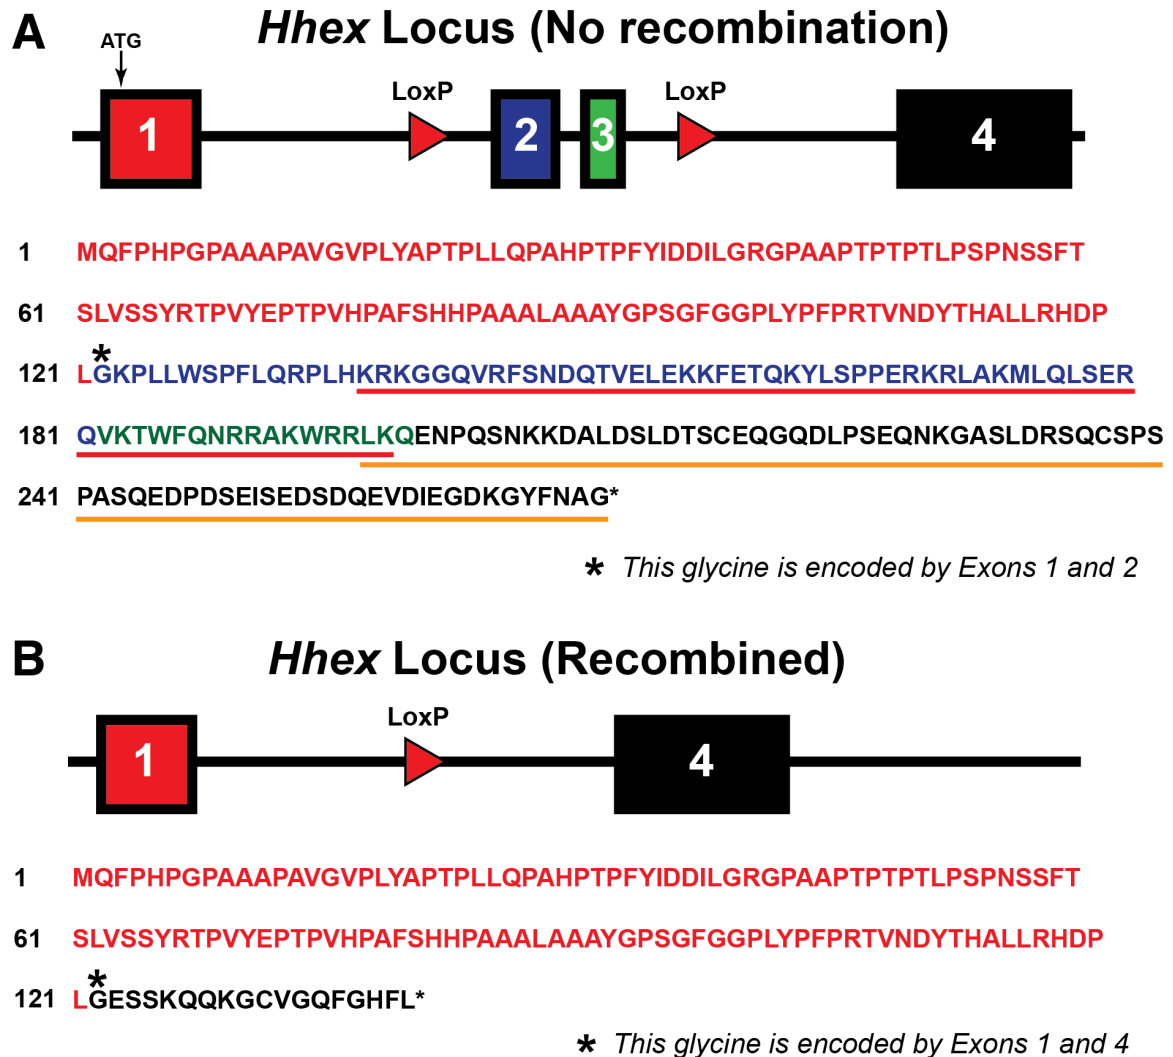 A
Hhex Locus (No recombination)
ATG
LoxP
LoxP
1
2
3
4
1 MQFPHPGPAAAPAVGVPLYAPTPLLQPAHPTPFYIDDILGRGPAAPTPTPTLPSPNSSFT
61 SLVSSYRTPVYEPTPVHPAFSHHPAAALAAAYGPSGFGGPLYPFPRTVNDYTHALLRHDP
*
121 LGKPLLWSPFLQRPLHKRKGGQVRFSNDQTVELEKKFETQKYLSPPERKRLAKMLQLSER
181 QVKTWFQNRRAKWRRLKQENPQSNKKDALDSLDTSCEQGQDLPSEQNKGASLDRSQCSPS
241 PASQEDPDSEISEDSDQEVDIEGDKGYFNAG*
* This glycine is encoded by Exons 1 and 2
B
Hhex Locus (Recombined)
LoxP
1
4
1 MQFPHPGPAAAPAVGVPLYAPTPLLQPAHPTPFYIDDILGRGPAAPTPTPTLPSPNSSFT
61 SLVSSYRTPVYEPTPVHPAFSHHPAAALAAAYGPSGFGGPLYPFPRTVNDYTHALLRHDP
*
121 LGESSKQQKGCVGQFGHFL*
* This glycine is encoded by Exons 1 and 4